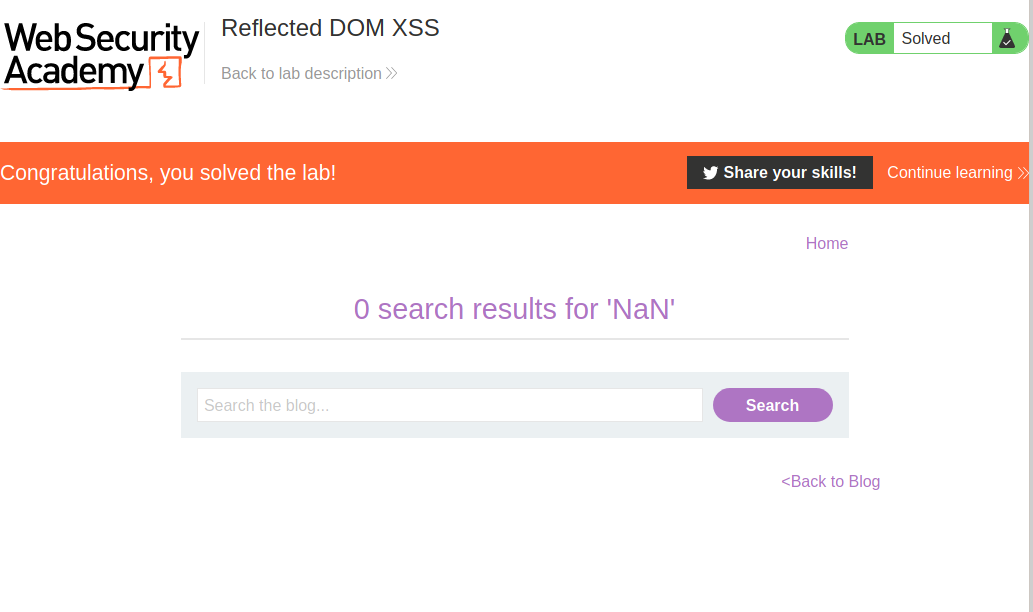 Web Security
Academy
Reflected DOM XSS
Back to lab description
LAB Solved
Congratulations, you solved the lab!
Share your skills!
Continue learning
Home
0 search results for 'NaN'
Search the blog...
Search
<Back to Blog